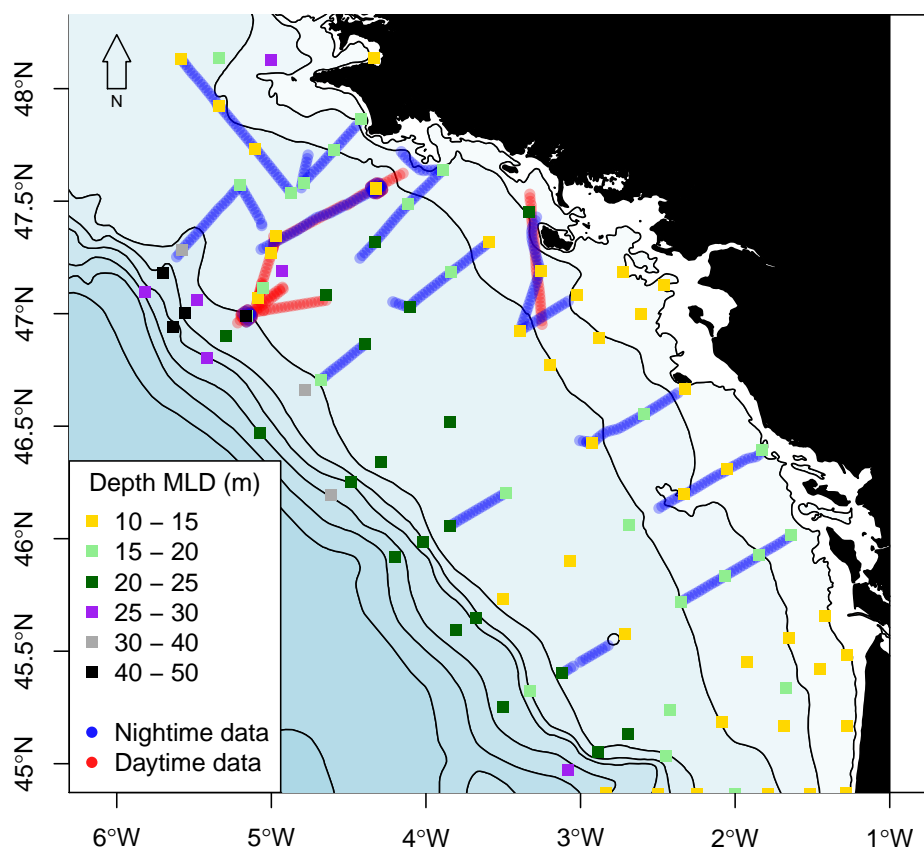 N
48°N
47.5°N
47°N
46.5°N
46°N
45.5°N
45°N
Depth MLD (m)
10 – 15
15 – 20
20 – 25
25 – 30
30 – 40
40 – 50
Nightime data
Daytime data
6°W 5°W 4°W 3°W 2°W 1°W